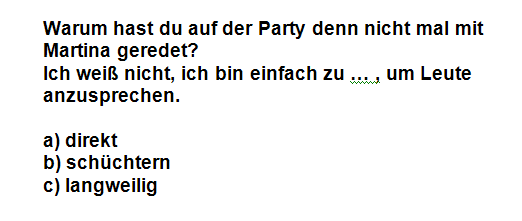 Warum hast du auf der Party denn nicht mal mit
Martina geredet?
Ich weiß nicht, ich bin einfach zu ... , um Leute
anzusprechen.
a) direkt
b) schüchtern
c) langweilig